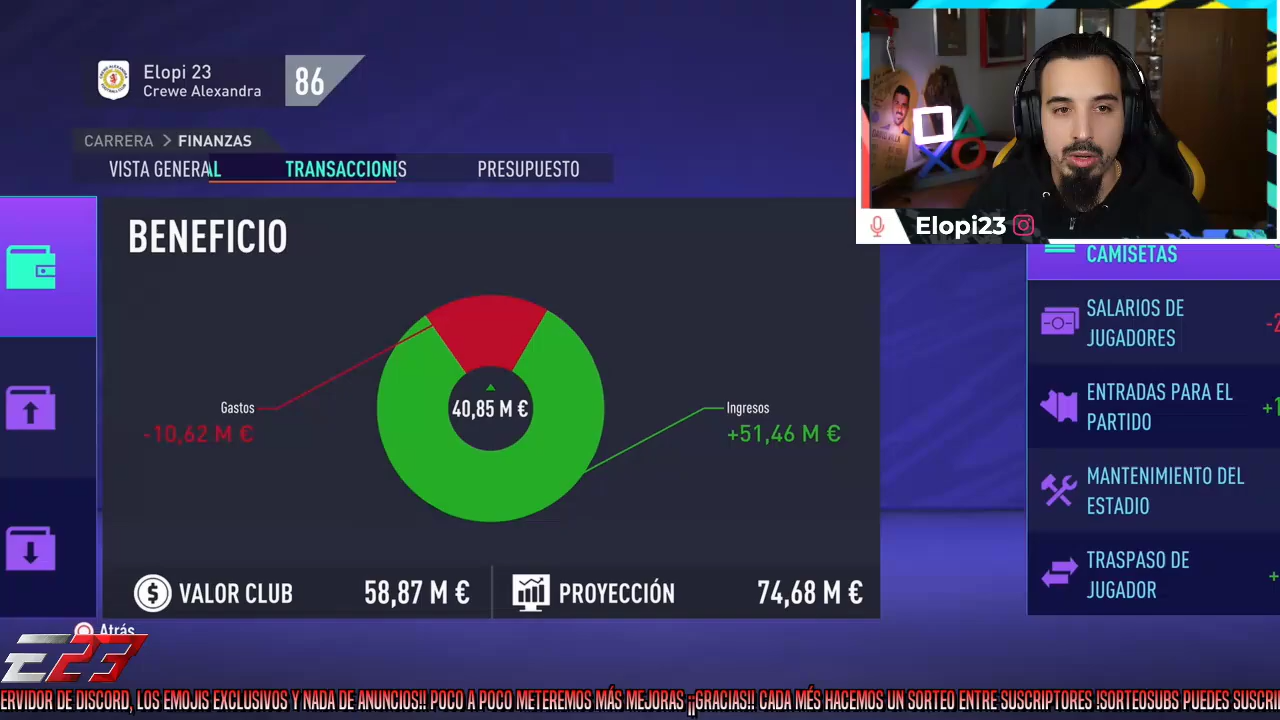 Elopi 23
Crewe Alexandra
86
CARRERA > FINANZAS
VISTA GENERAL
TRANSACCIONIS
PRESUPUESTO
Elopi23
BENEFICIO
Gastos
-10,62 M €
40,85 M €
Ingresos
+51,46 M €
VALOR CLUB
58,87 M €
PROYECCIÓN
74,68 M €
CAMISETAS
SALARIOS DE
JUGADORES
ENTRADAS PARA EL
PARTIDO
MANTENIMIENTO DEL
ESTADIO
TRASPASO DE
JUGADOR
Atrás
E23
ERVIDOR DE DISCORD, LOS EMOJIS EXCLUSIVOS Y NADA DE ANUNCIOS!! POCO A POCO METEREMOS MÁS MEJORAS ¡¡GRACIAS!! CADA MÉS HACEMOS UN SORTEO ENTRE SUSCRIPTORES !SORTEOSUBS PUEDES SUSCRI